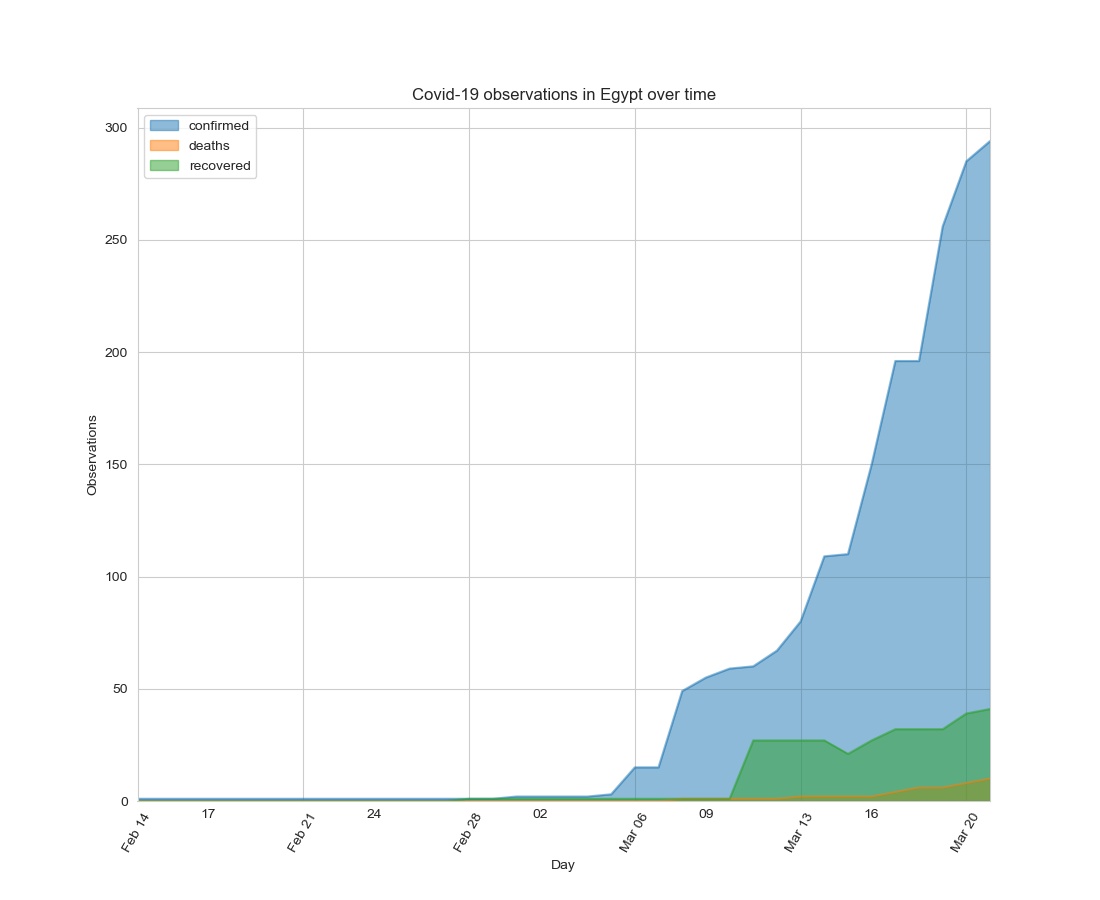 Covid-19 observations in Egypt over time
confirmed
deaths
recovered
300
250
200
150
100
50
0
Observations
Feb 14
17
Feb 21
24
Feb 28
02
Mar 06
09
Mar 13
16
Mar 20
Day